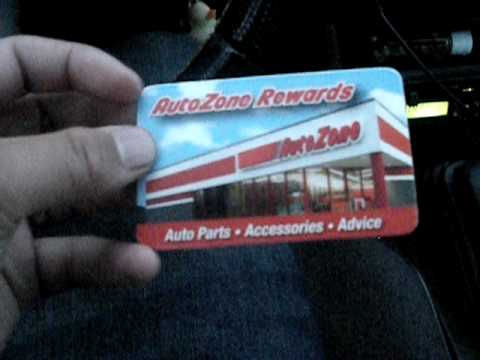 AutoZone Rewards
AutoZone
Auto Parts • Accessories • Advice